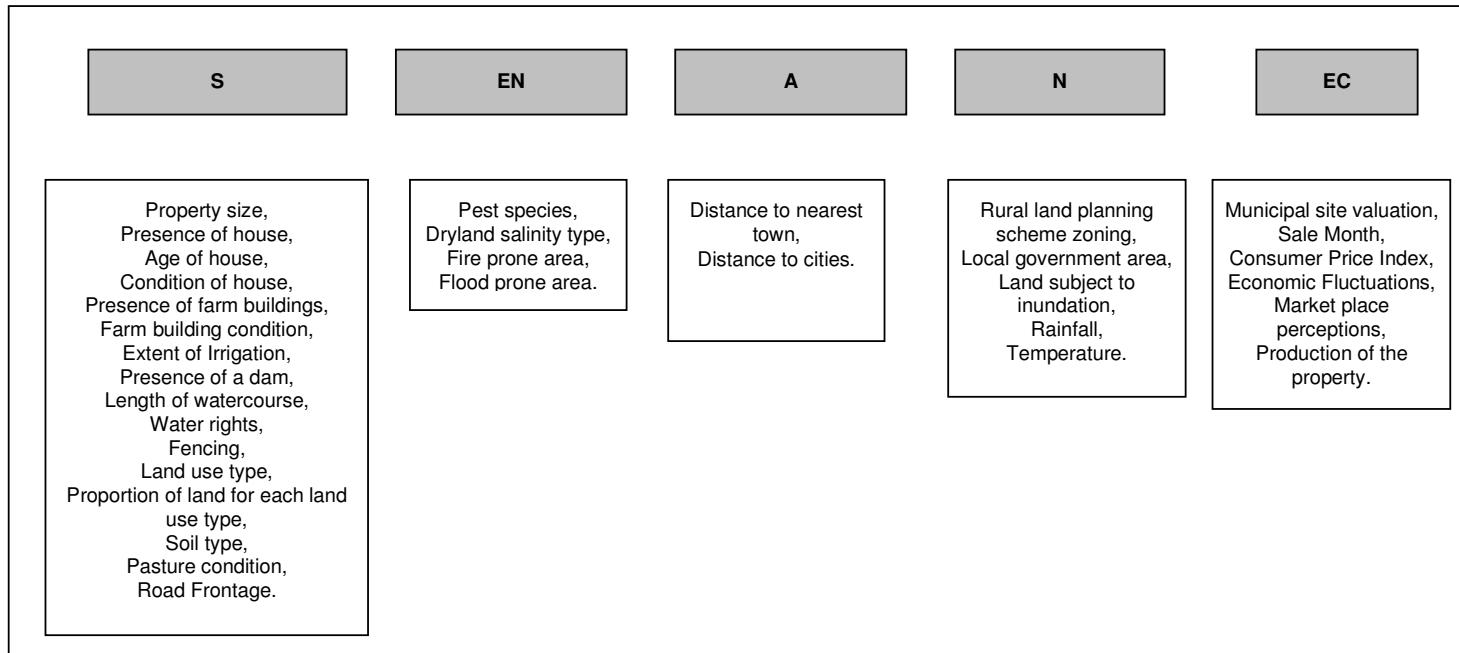 S
EN
A
N
EC
Property size,
Presence of house,
Age of house,
Condition of house,
Presence of farm buildings,
Farm building condition,
Extent of Irrigation,
Presence of a dam,
Length of watercourse,
Water rights,
Fencing,
Land use type,
Proportion of land for each land
use type,
Soil type,
Pasture condition,
Road Frontage.
Pest species,
Dryland salinity type,
Fire prone area,
Flood prone area.
Distance to nearest
town,
Distance to cities.
Rural land planning
scheme zoning,
Local government area,
Land subject to
inundation,
Rainfall,
Temperature.
Municipal site valuation,
Sale Month,
Consumer Price Index,
Economic Fluctuations,
Market place
perceptions,
Production of the
property.